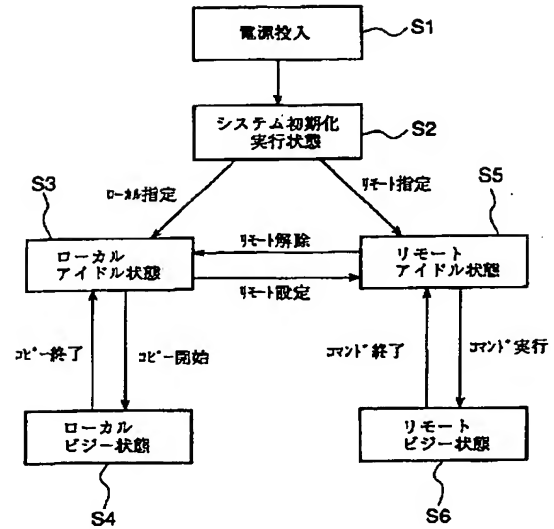 電源投入
S1
システム初期化
実行状態
S2
ローカル指定
リモート指定
S3
S5
ローカル
アイドル状態
リモート解除
リモート設定
リモート
アイドル状態
コピー終了
コピー開始
コマンド終了
コマンド実行
ローカル
ビジー状態
リモート
ビジー状態
S4
S6